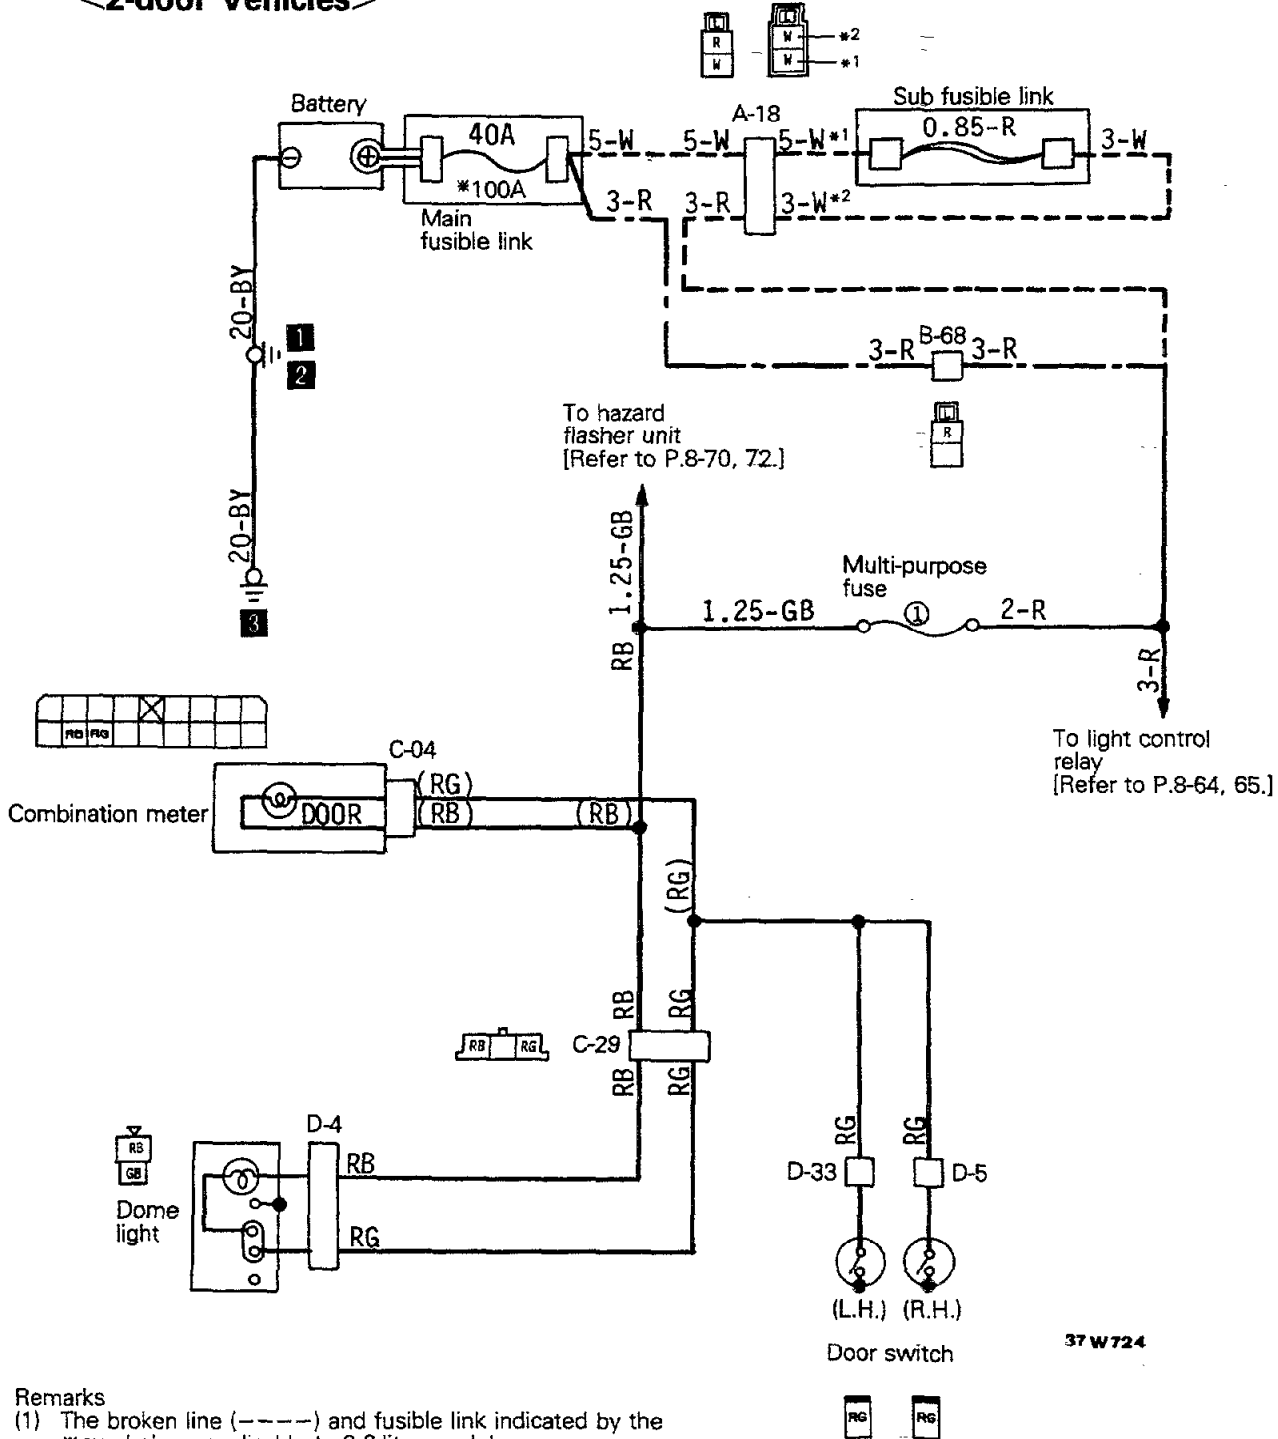 2-door Vehicles
L
R
W
L
W *2
W *1
Battery
40A
*100A
Main
fusible link
5-W
5-W
A-18
5-W*1
Sub fusible link
0.85-R
3-W
3-R
3-R
3-W*2
20-BY
1
2
20-BY
3
3-R
B-68
3-R
L
R
To hazard
flasher unit
[Refer to P.8-70, 72.]
1.25-GB
Multi-purpose
fuse
1.25-GB
1
2-R
RB
3-R
To light control
relay
[Refer to P.8-64, 65.]
RB RG
C-04
Combination meter
DOOR
(RG)
(RB)
(RB)
(RG)
RB
RG
RB
RG
C-29
RB
RG
RB
GB
Dome
light
D-4
RB
RG
RG
RG
D-33
D-5
(L.H.)
(R.H.)
Door switch
37W724
RG
RG
Remarks
(1) The broken line (----) and fusible link indicated by the